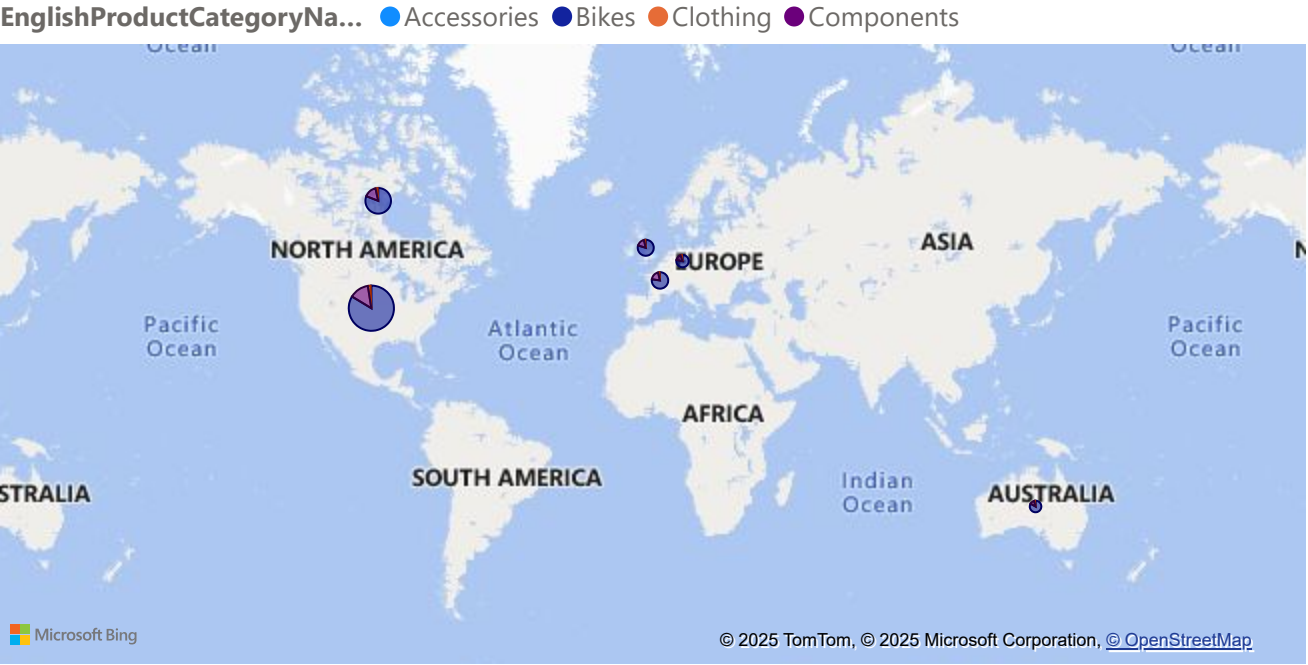 EnglishProductCategoryNa... Accessories Bikes Clothing Components
Ocean
Ocean
NORTH AMERICA
ASIA
EUROPE
Pacific
Ocean
Atlantic
Ocean
Pacific
Ocean
AFRICA
SOUTH AMERICA
Indian
Ocean
STRALIA
AUSTRALIA
N
Microsoft Bing
© 2025 TomTom, © 2025 Microsoft Corporation, © OpenStreetMap